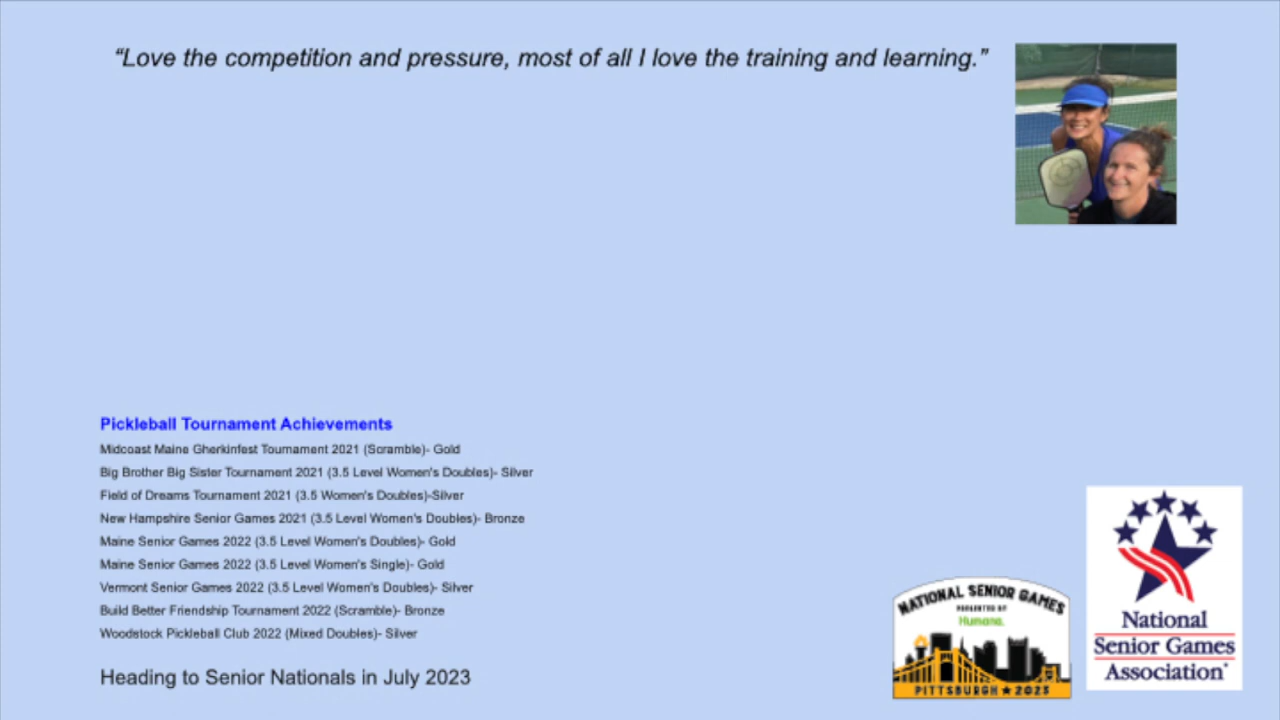 “Love the competition and pressure, most of all I love the training and learning.”
Pickleball Tournament Achievements
Midcoast Maine Gherkinfest Tournament 2021 (Scramble)- Gold
Big Brother Big Sister Tournament 2021 (3.5 Level Women's Doubles)- Silver
Field of Dreams Tournament 2021 (3.5 Women's Doubles)-Silver
New Hampshire Senior Games 2021 (3.5 Level Women's Doubles)- Bronze
Maine Senior Games 2022 (3.5 Level Women's Doubles)- Gold
Maine Senior Games 2022 (3.5 Level Women's Single)- Gold
Vermont Senior Games 2022 (3.5 Level Women's Doubles)- Silver
Build Better Friendship Tournament 2022 (Scramble)- Bronze
Woodstock Pickleball Club 2022 (Mixed Doubles)- Silver
Heading to Senior Nationals in July 2023
NATIONAL SENIOR GAMES
PRESENTED BY
Humana.
PITTSBURGH ★ 2023
National
Senior Games
Association